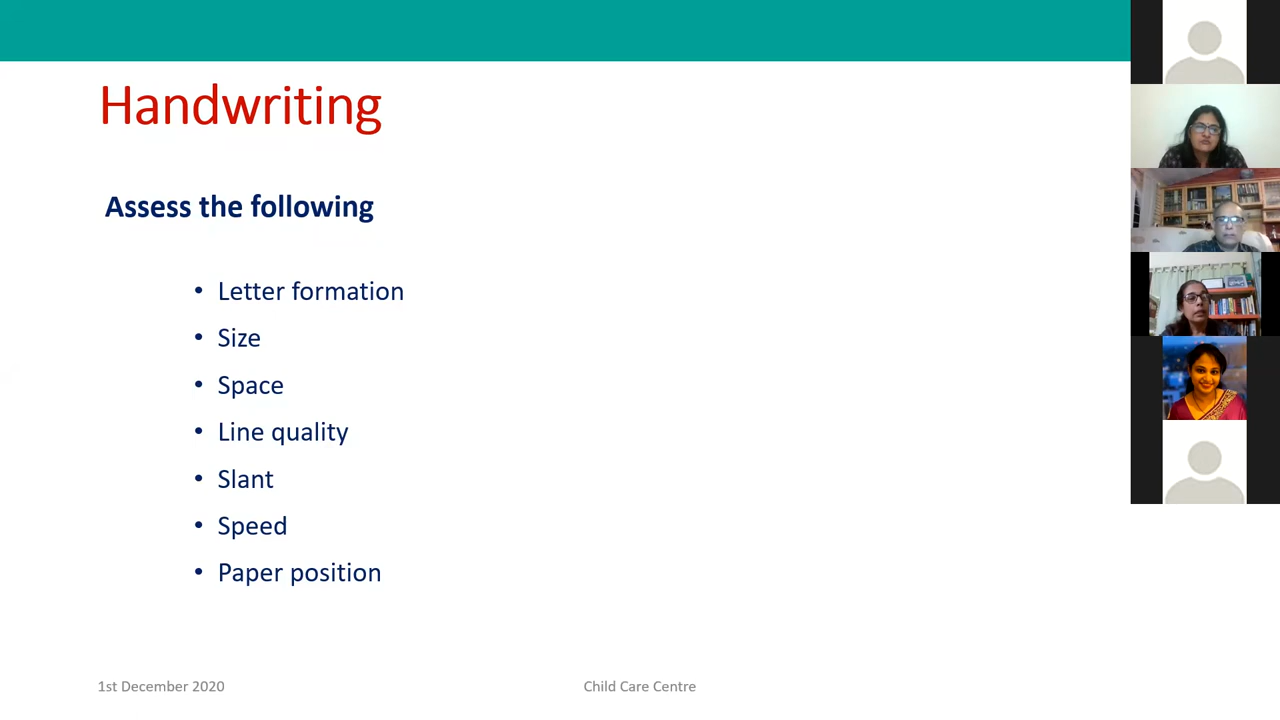 Handwriting
Assess the following
• Letter formation
• Size
• Space
• Line quality
• Slant
• Speed
• Paper position
1st December 2020
Child Care Centre